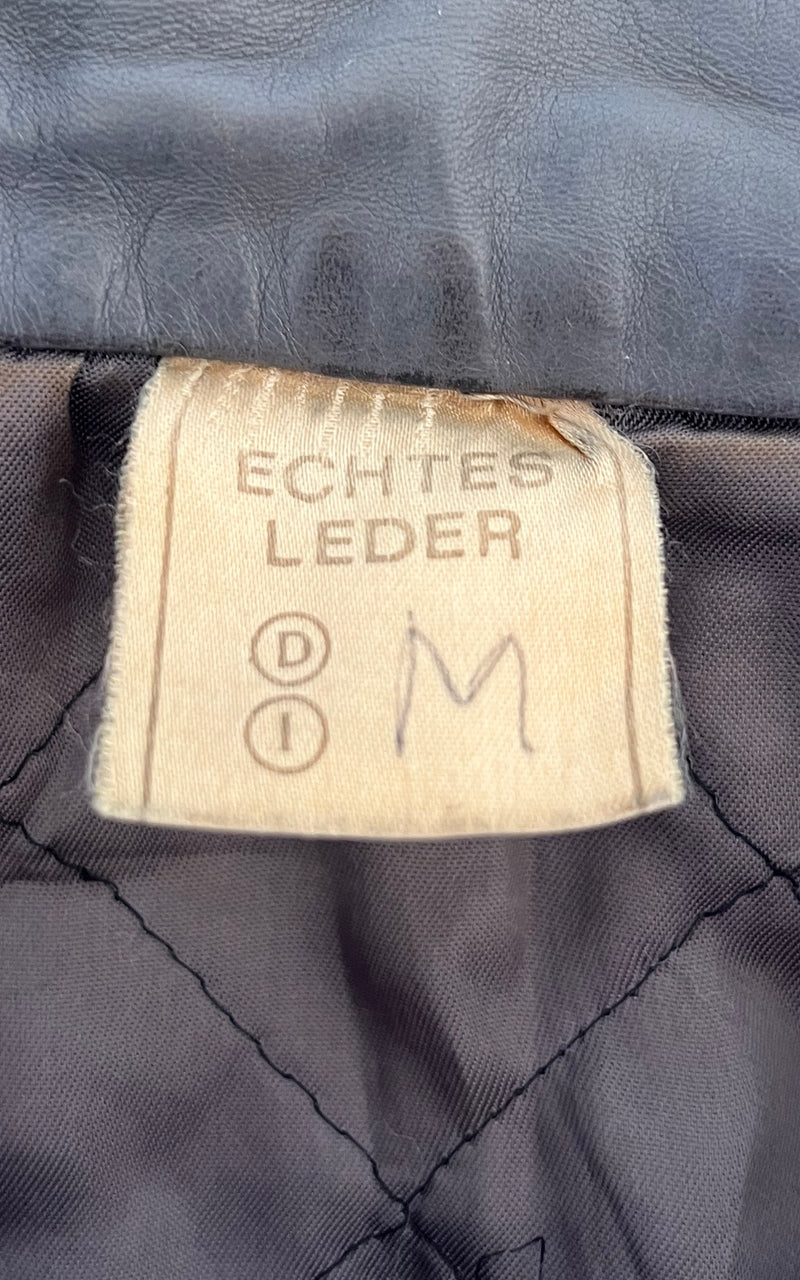 ECHTES
LEDER
D M
I